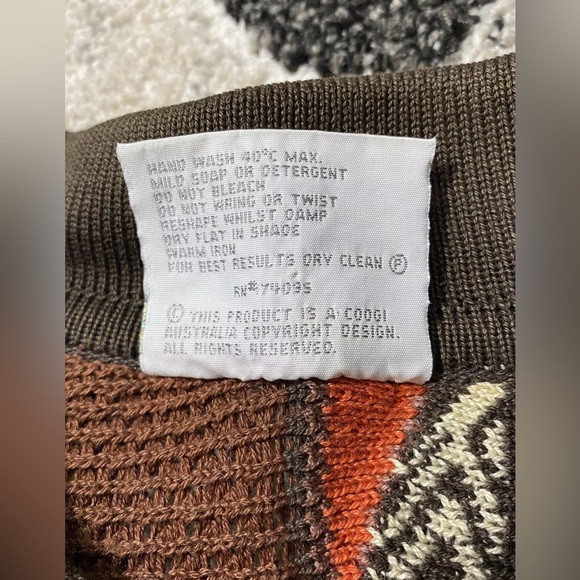 HAND WASH 40°C MAX.
MILD SOAP OR DETERGENT
DO NOT BLEACH
DO NOT WRING OR TWIST
RESHAPE WHILST DAMP
DRY FLAT IN SHADE
WARM IRON
FOR BEST RESULTS DRY CLEAN Ⓟ
RN#74095
© THIS PRODUCT IS A COOGI
AUSTRALIA COPYRIGHT DESIGN.
ALL RIGHTS RESERVED.